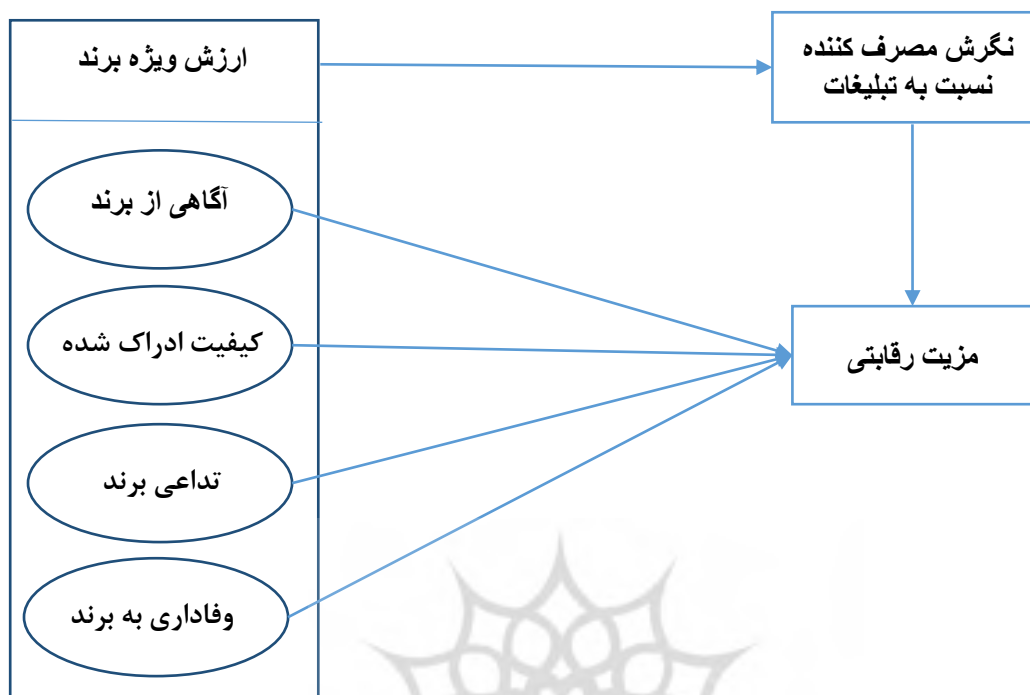 ارزش ویژه برند
نگرش مصرف کننده
نسبت به تبلیغات
آگاهی از برند
کیفیت ادراک شده
مزیت رقابتی
تداعی برند
وفاداری به برند